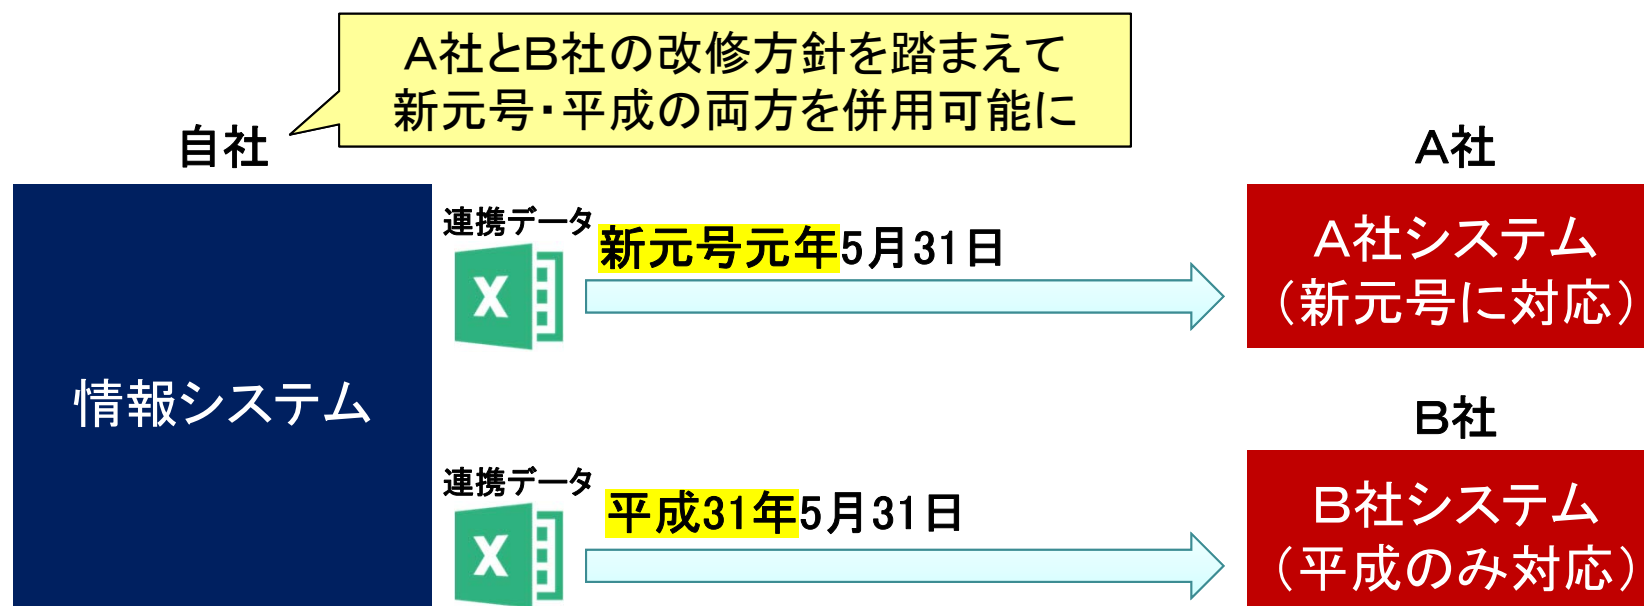 A社とB社の改修方針を踏まえて
新元号・平成の両方を併用可能に
自社
A社
連携データ
新元号元年5月31日
A社システム
（新元号に対応）
情報システム
B社
連携データ
平成31年5月31日
B社システム
（平成のみ対応）